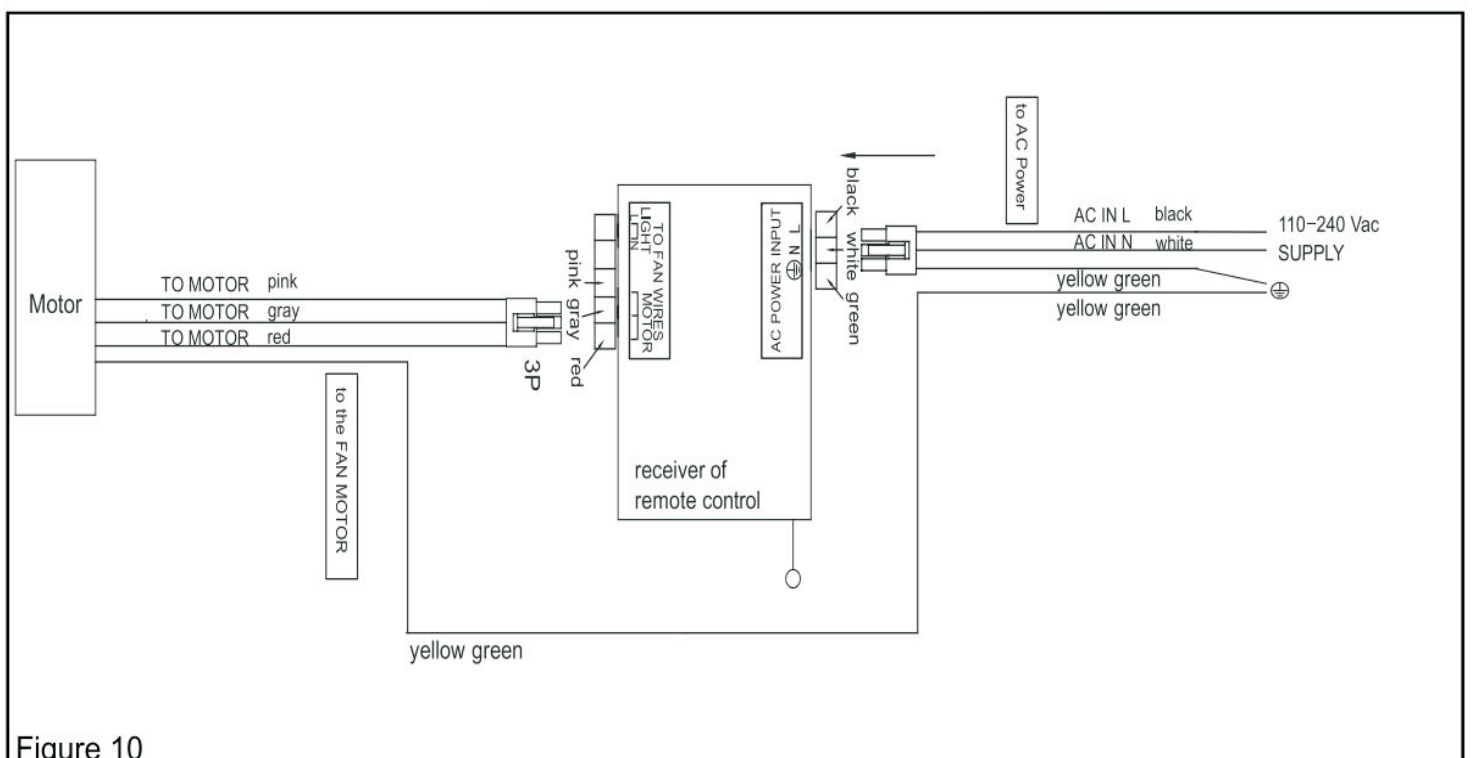 Motor
TO MOTOR pink
TO MOTOR gray
TO MOTOR red
to the FAN MOTOR
3P
pink gray red
TO FAN WIRES
LIGHT MOTOR
L N
AC POWER INPUT
L N
receiver of
remote control
black white green
to AC Power
AC IN L black
AC IN N white
yellow green
yellow green
110-240 Vac
SUPPLY
yellow green
Figure 10